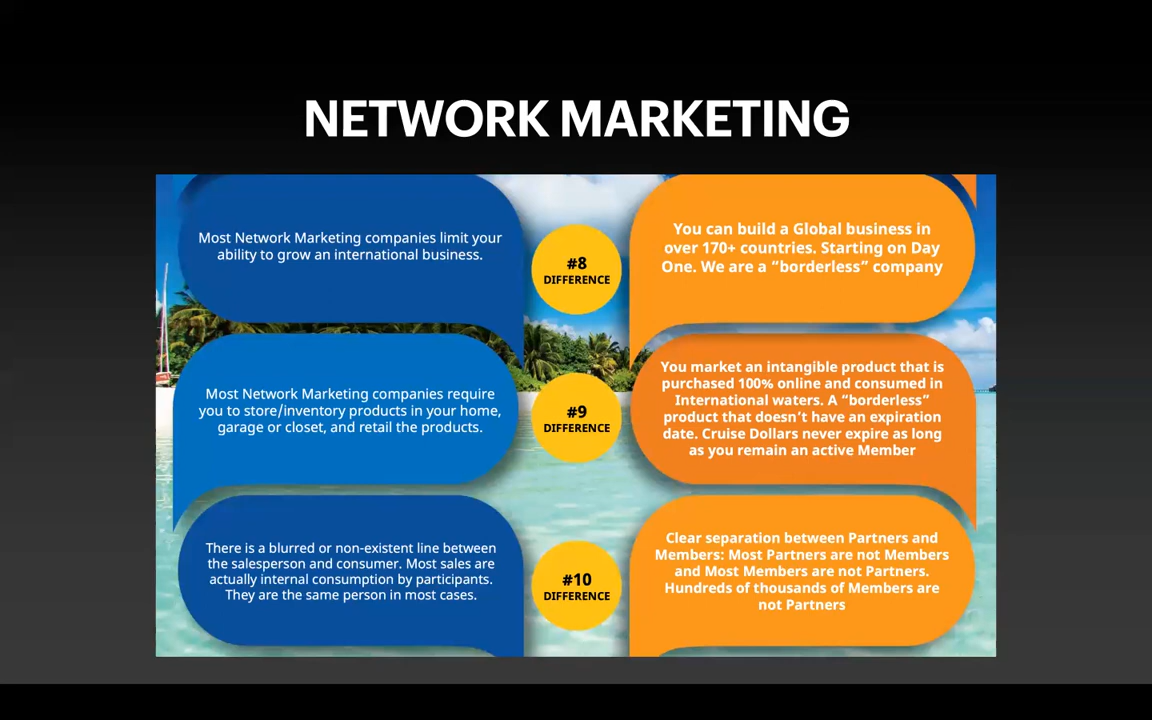 NETWORK MARKETING
Most Network Marketing companies limit your
ability to grow an international business.
#8
DIFFERENCE
You can build a Global business in
over 170+ countries. Starting on Day
One. We are a “borderless” company
Most Network Marketing companies require
you to store/inventory products in your home,
garage or closet, and retail the products.
#9
DIFFERENCE
You market an intangible product that is
purchased 100% online and consumed in
International waters. A “borderless”
product that doesn’t have an expiration
date. Cruise Dollars never expire as long
as you remain an active Member
There is a blurred or non-existent line between
the salesperson and consumer. Most sales are
actually internal consumption by participants.
They are the same person in most cases.
#10
DIFFERENCE
Clear separation between Partners and
Members: Most Partners are not Members
and Most Members are not Partners.
Hundreds of thousands of Members are
not Partners